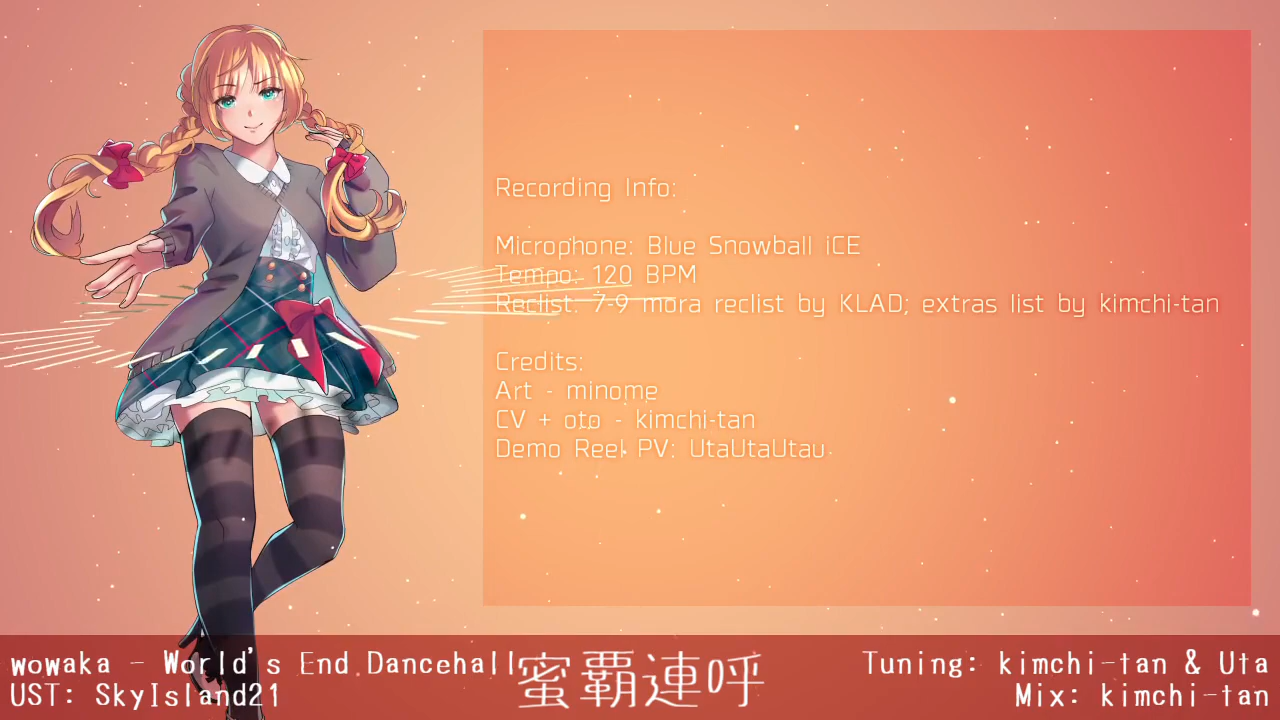 Recording Info:
Microphone: Blue Snowball iCE
Tempo: 120 BPM
Reclist: 7-9 mora reclist by KLAD; extras list by kimchi-tan
Credits:
Art - minome
CV + oto - kimchi-tan
Demo Reel PV: UtaUtaUtau
wowaka - World's End Dancehall
UST: SkyIsland21
蜜覇連呼
Tuning: kimchi-tan & Uta
Mix: kimchi-tan